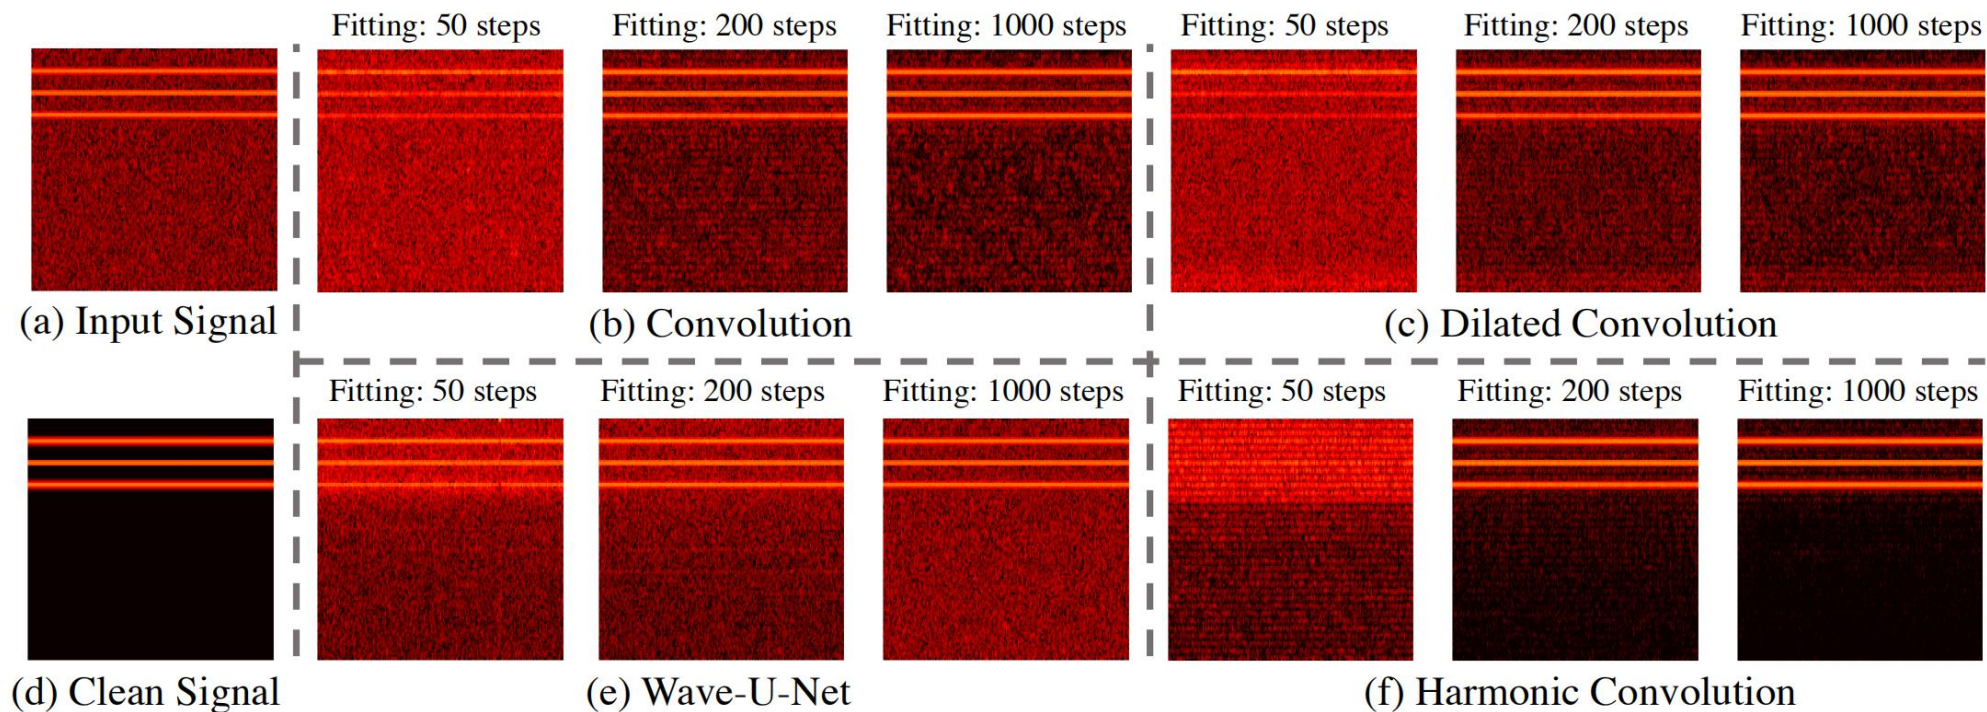 Fitting: 50 steps Fitting: 200 steps Fitting: 1000 steps Fitting: 50 steps Fitting: 200 steps Fitting: 1000 steps
(a) Input Signal (b) Convolution (c) Dilated Convolution
Fitting: 50 steps Fitting: 200 steps Fitting: 1000 steps Fitting: 50 steps Fitting: 200 steps Fitting: 1000 steps
(d) Clean Signal (e) Wave-U-Net (f) Harmonic Convolution